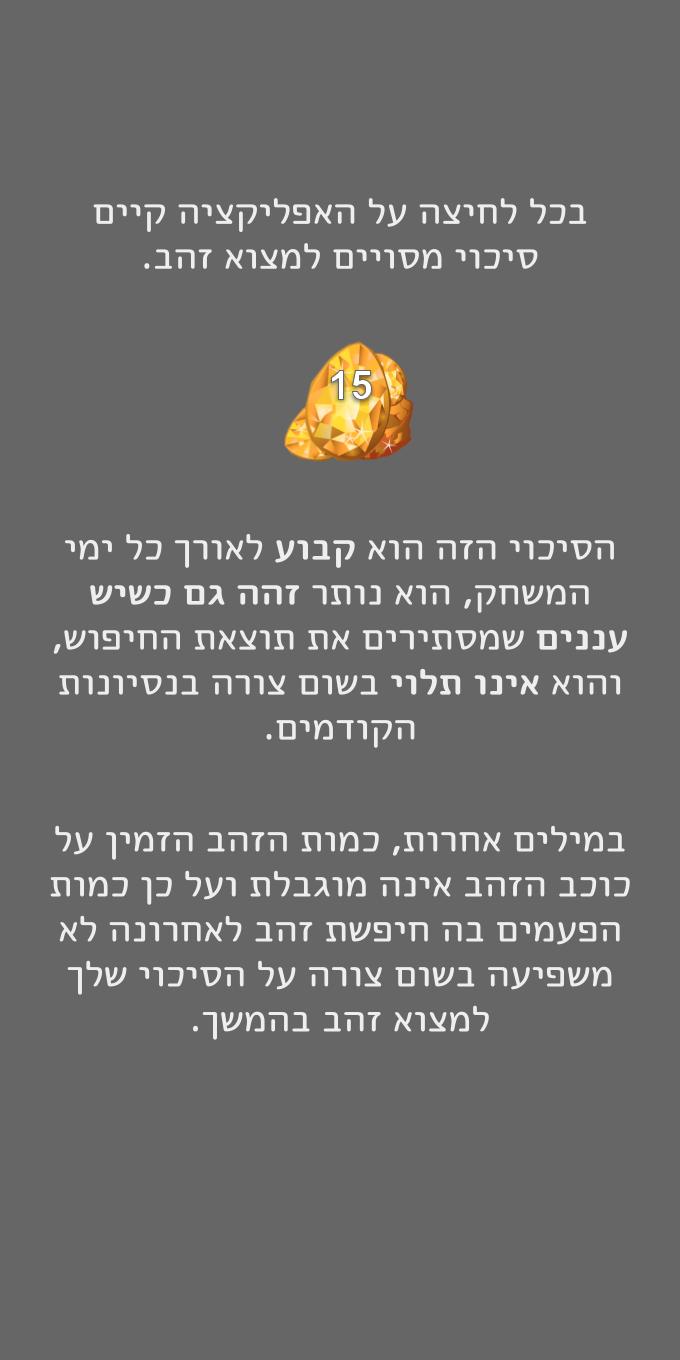 בכל לחיצה על האפליקציה קיים
סיכוי מסויים למצוא זהב.
15
הסיכוי הזה הוא קבוע לאורך כל ימי
המשחק, הוא נותר זהה גם כשיש
עננים שמסתירים את תוצאת החיפוש,
והוא אינו תלוי בשום צורה בנסיונות
הקודמים.
במילים אחרות, כמות הזהב הזמין על
כוכב הזהב אינה מוגבלת ועל כן כמות
הפעמים בה חיפשת זהב לאחרונה לא
משפיעה בשום צורה על הסיכוי שלך
למצוא זהב בהמשך.